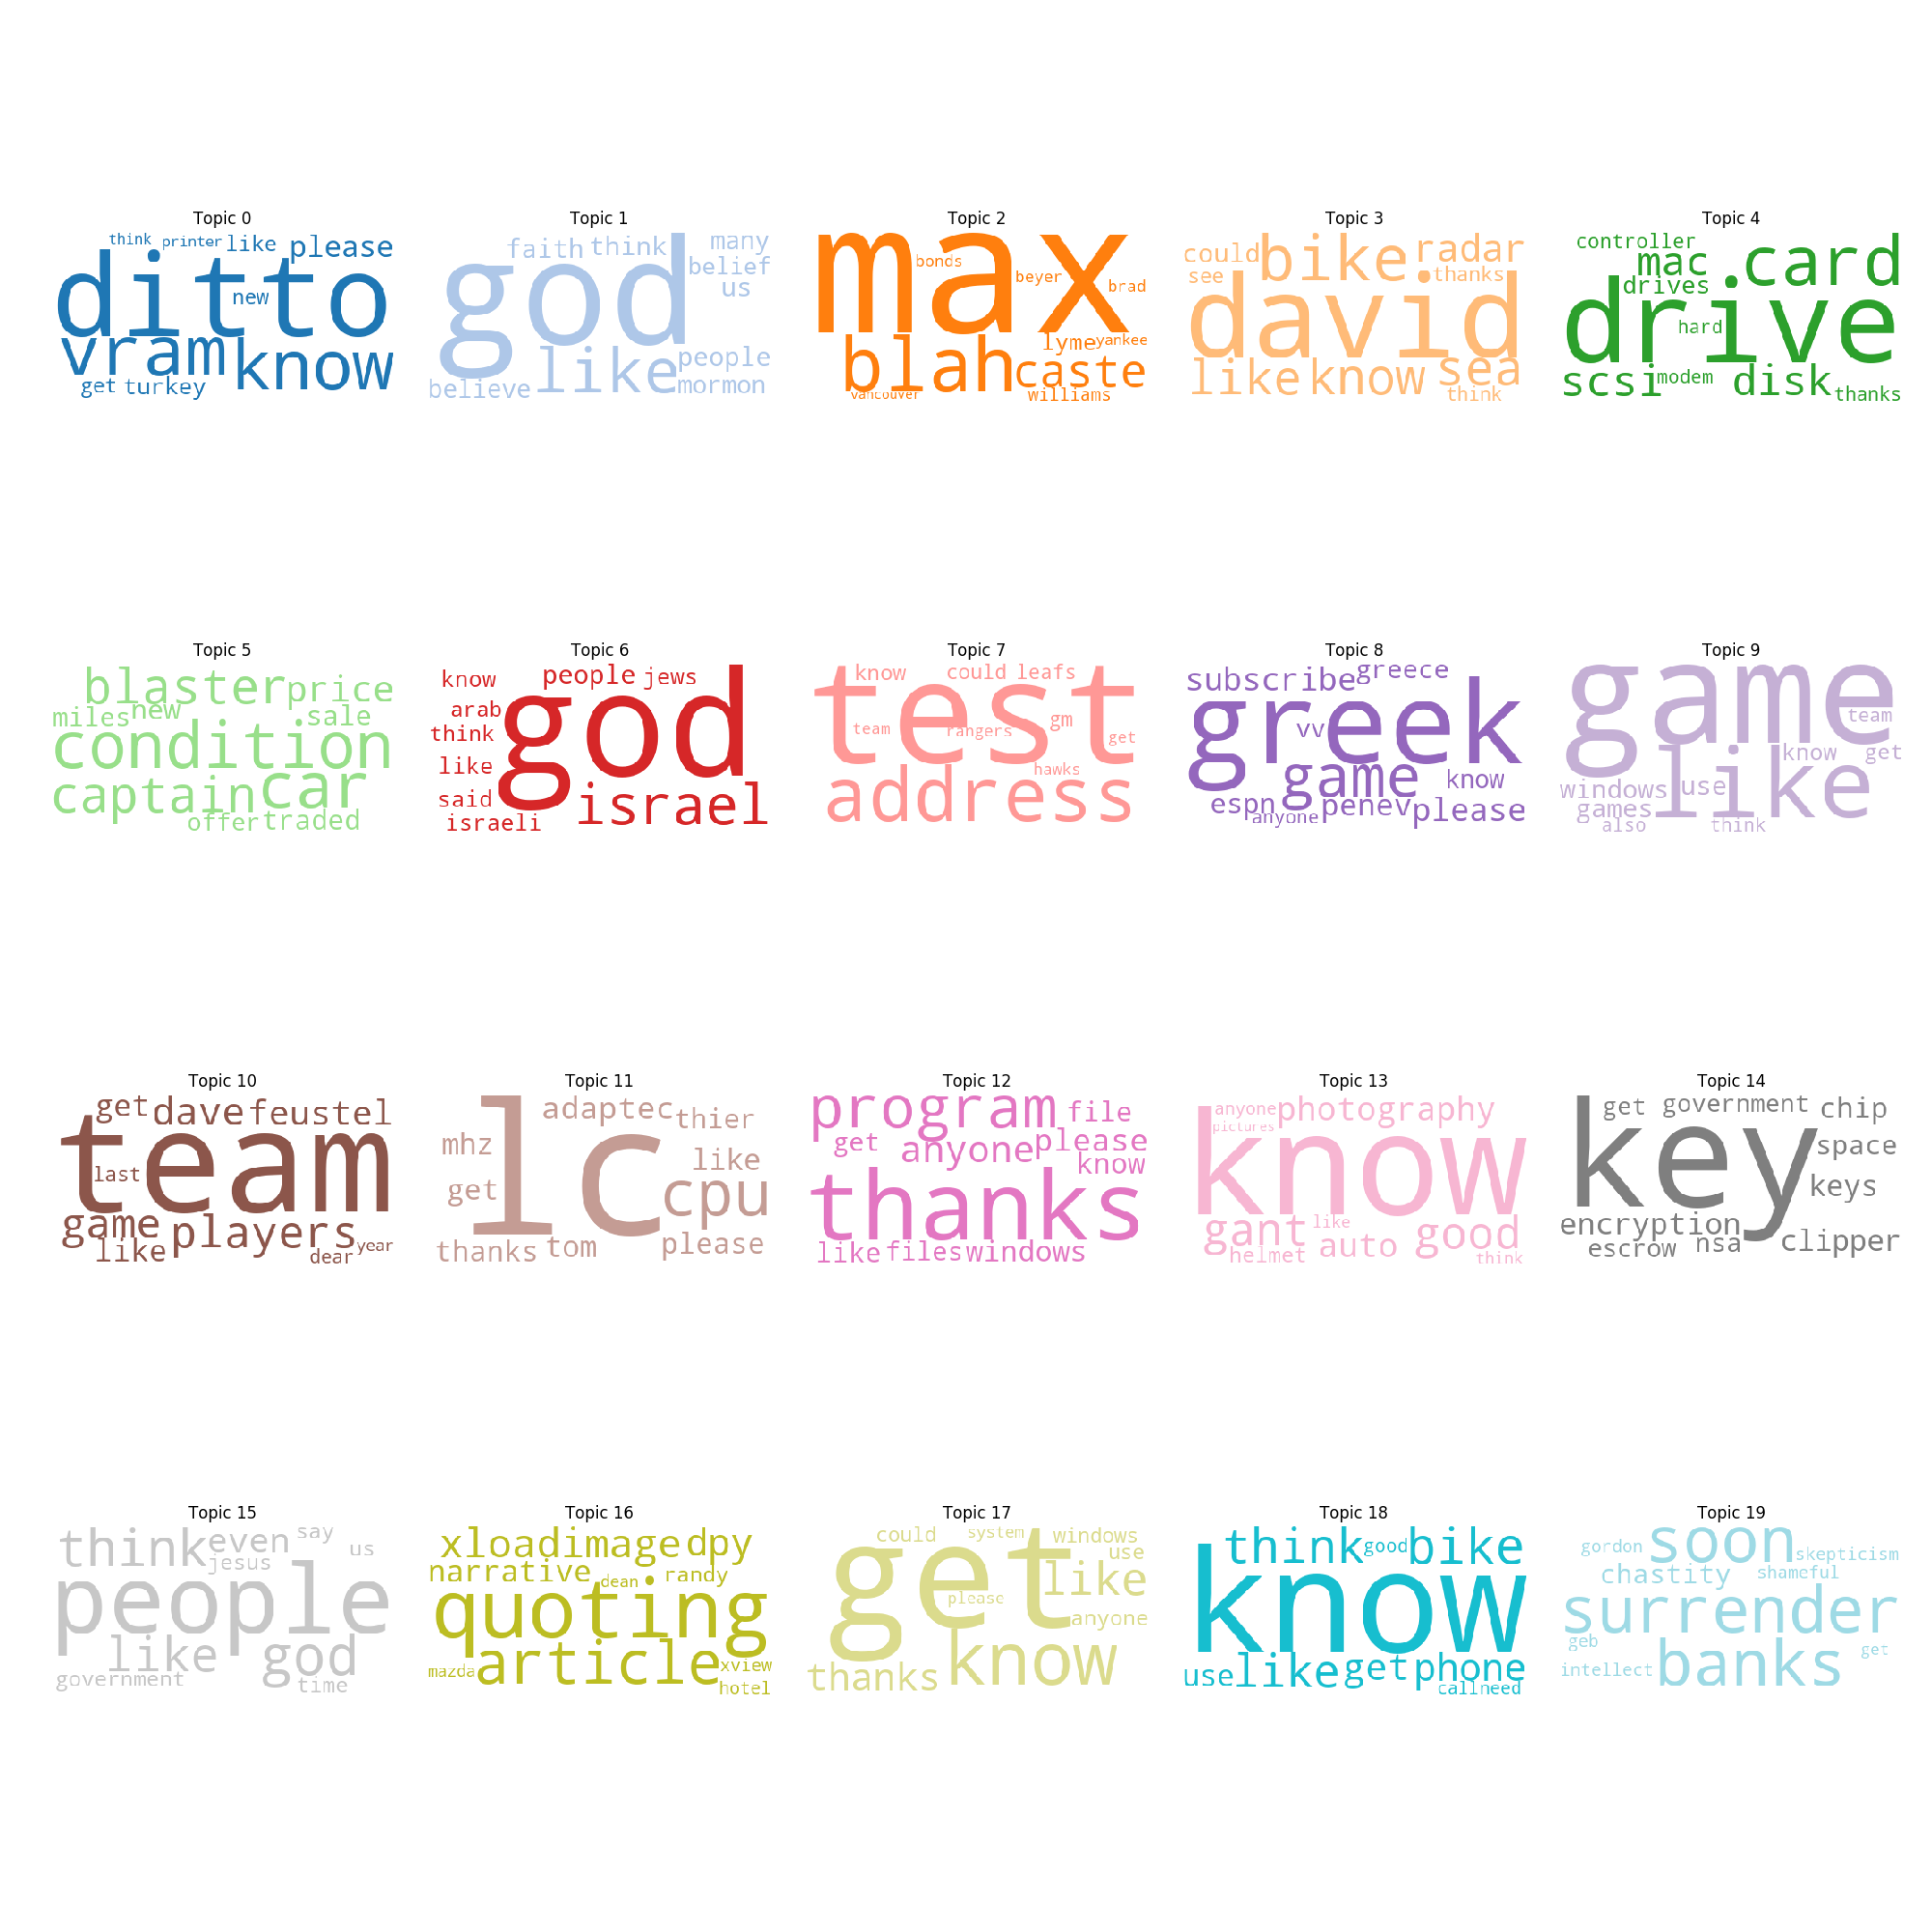 Topic 0
think printer like please
ditto
new
vram know
get turkey
Topic 1
faith think many
belief
god us
like people
believe mormon
Topic 2
max
bonds beyer brad
blah lyme yankee
caste
vancouver williams
Topic 3
could bike radar
see thanks
david
like know sea
think
Topic 4
controller mac card
drives
drive
hard
scsi modem disk thanks
Topic 5
blaster price
miles new sale
condition
captain car
offer traded
Topic 6
know people jews
arab
think god
like
said israel
israeli
Topic 7
know could leafs
test
team rangers gm get
hawks
address
Topic 8
subscribe greece
greek
vv
game know
espn penev please
anyone
Topic 9
game
team
like know get
windows use
games
also think
Topic 10
get dave feustel
team
last
game players
like dear year
Topic 11
adaptec thier
mhz lc like
get cpu
thanks tom please
Topic 12
program file
get anyone please
know
thanks
like files windows
Topic 13
anyone photography
pictures
know
gant like good
helmet auto think
Topic 14
get government chip
key space
keys
encryption
escrow nsa clipper
Topic 15
think even say us
jesus
people
like god
government time
Topic 16
xloadimage dpy
narrative dean randy
quoting
article
mazda xview
hotel
Topic 17
could system windows
use
get like
please
anyone
thanks know
Topic 18
think good bike
know
use like get phone
call need
Topic 19
gordon soon skepticism
chastity shameful
surrender
geb banks get
intellect